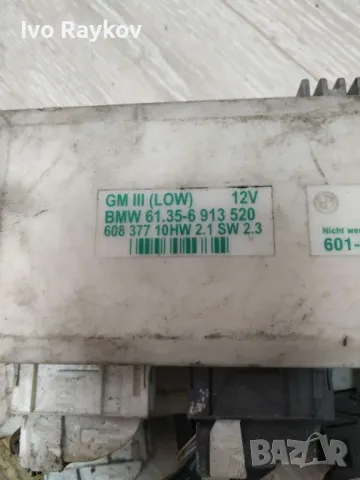 Ivo Raykov
GM III (LOW) 12V
BMW 61.35-6 913 520
608 377 10HW 2.1 SW 2.3
Nicht wer
601-
BAZAR